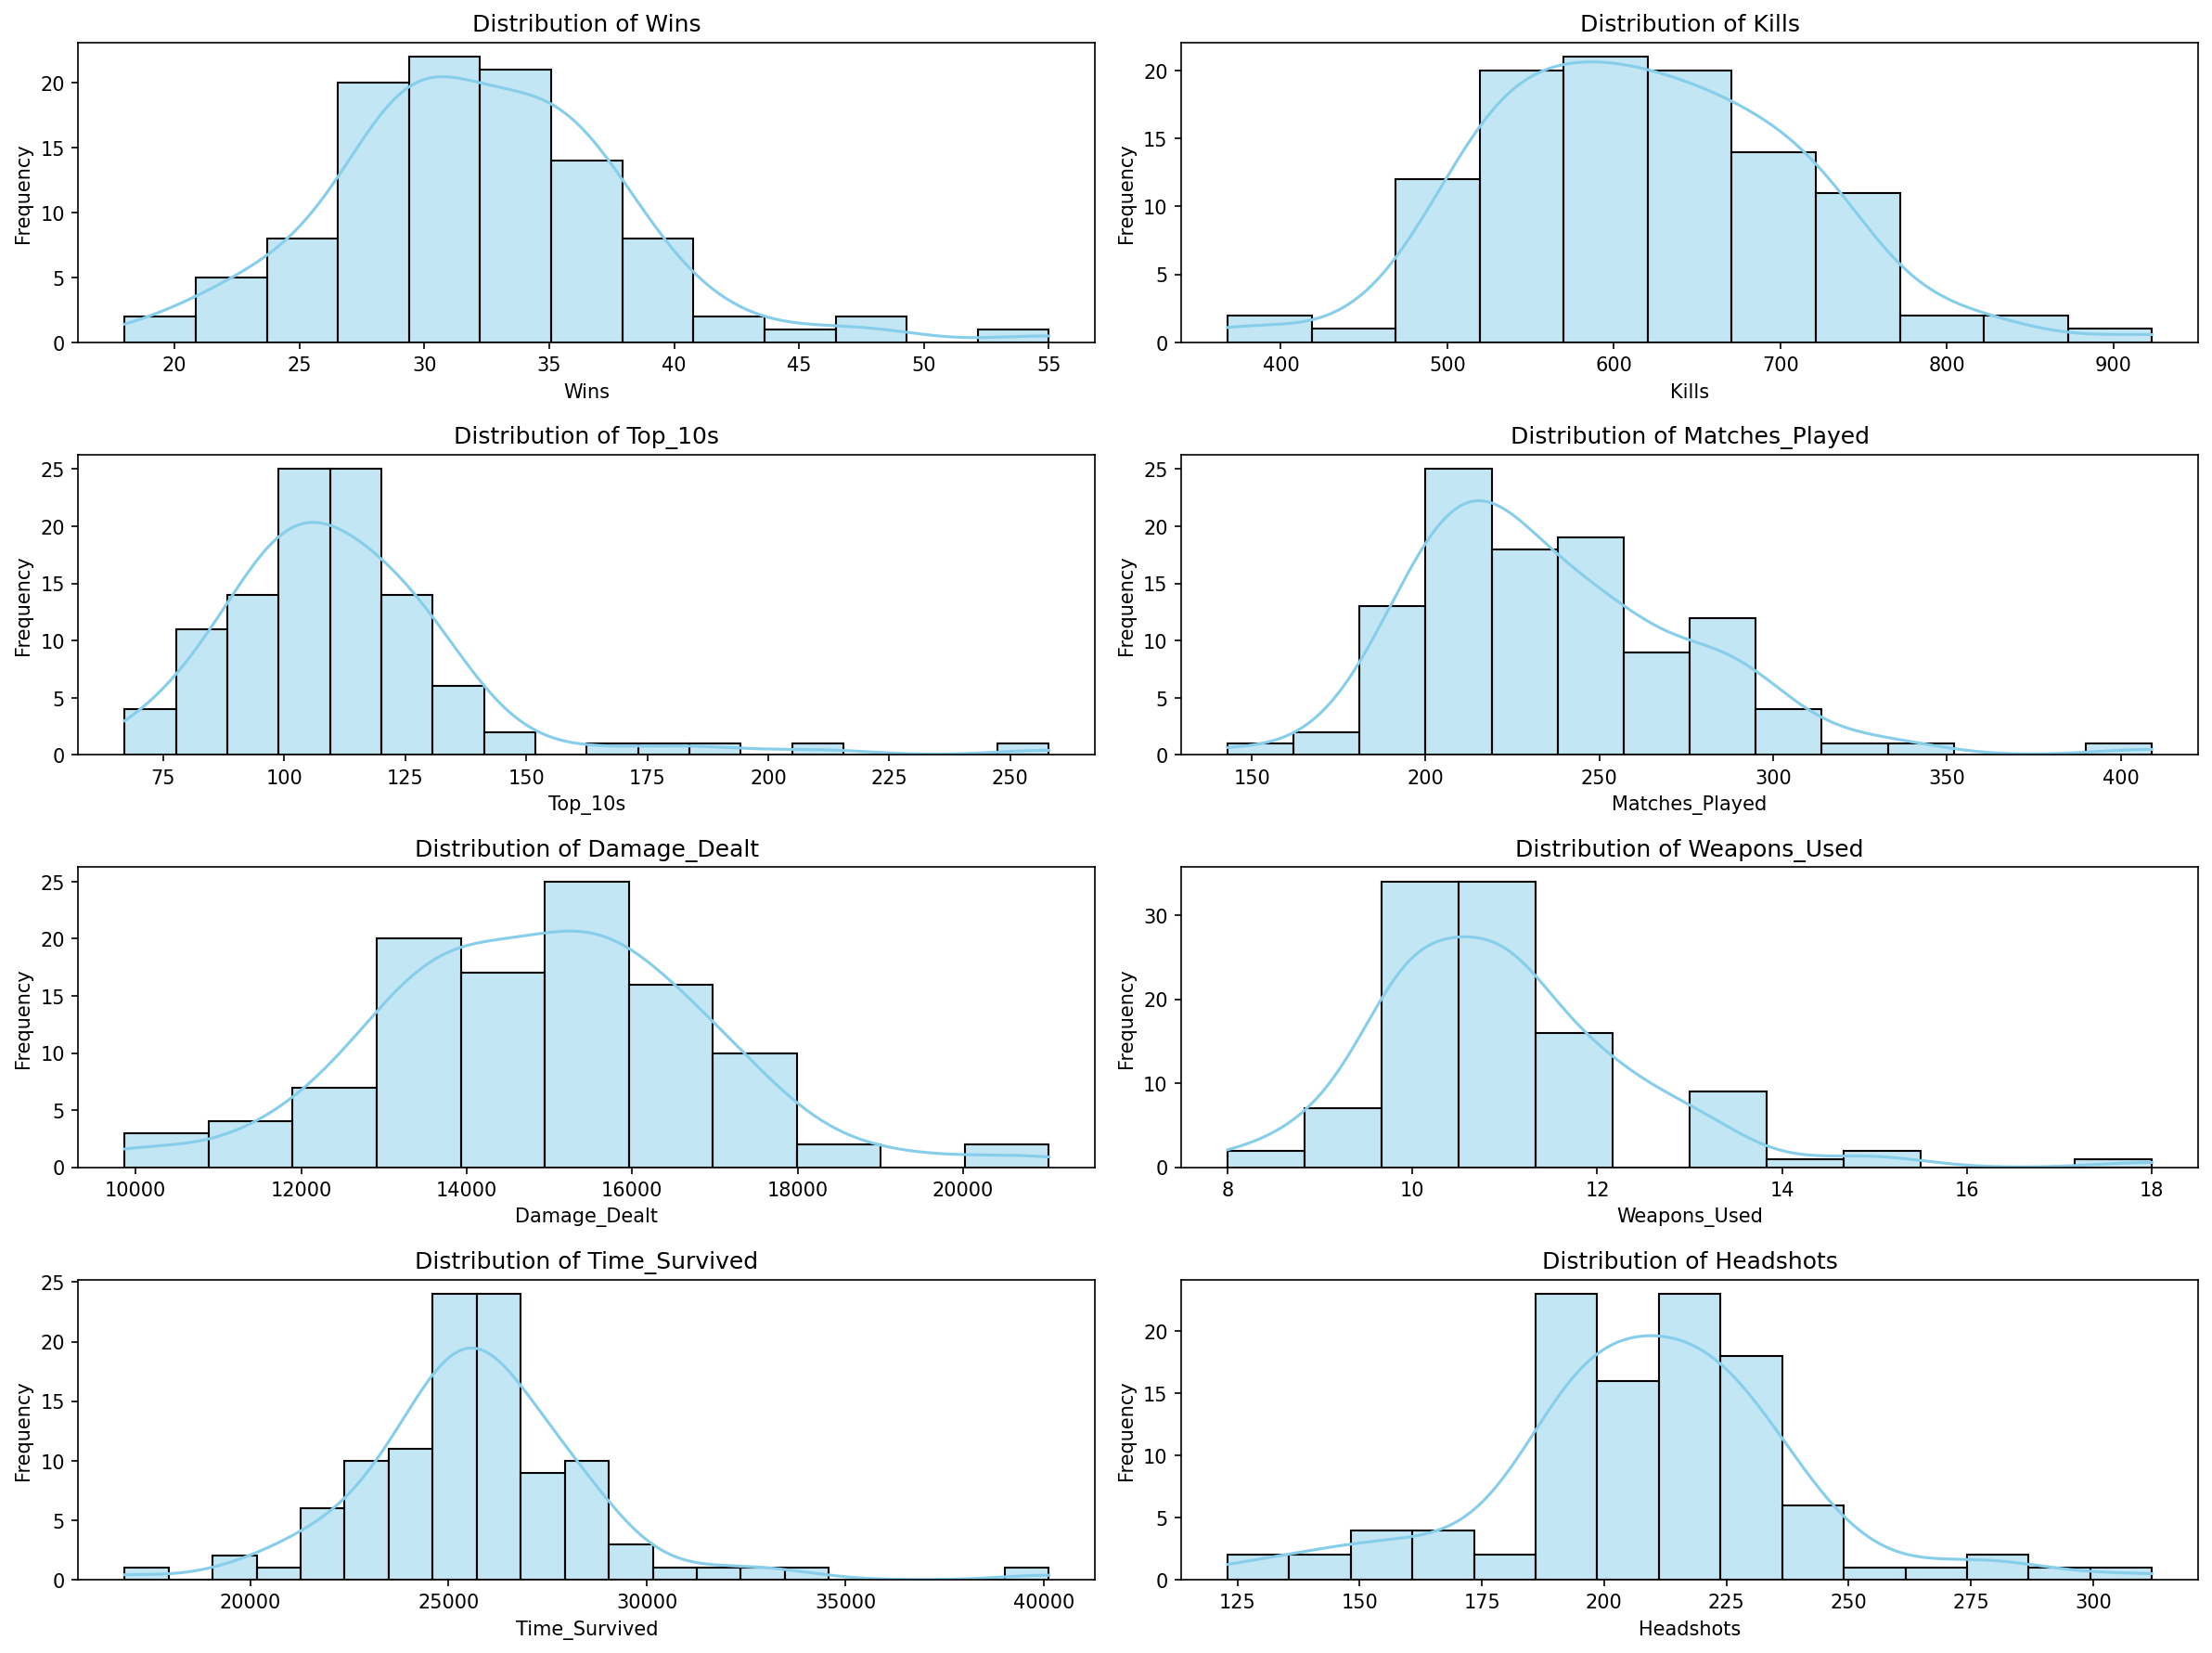 Distribution of Wins
Frequency
20
15
10
5
0
20 25 30 35 40 45 50 55
Wins
Distribution of Kills
Frequency
20
15
10
5
0
400 500 600 700 800 900
Kills
Distribution of Top_10s
Frequency
25
20
15
10
5
0
75 100 125 150 175 200 225 250
Top_10s
Distribution of Matches_Played
Frequency
25
20
15
10
5
0
150 200 250 300 350 400
Matches_Played
Distribution of Damage_Dealt
Frequency
25
20
15
10
5
0
10000 12000 14000 16000 18000 20000
Damage_Dealt
Distribution of Weapons_Used
Frequency
30
20
10
0
8 10 12 14 16 18
Weapons_Used
Distribution of Time_Survived
Frequency
25
20
15
10
5
0
20000 25000 30000 35000 40000
Time_Survived
Distribution of Headshots
Frequency
20
15
10
5
0
125 150 175 200 225 250 275 300
Headshots